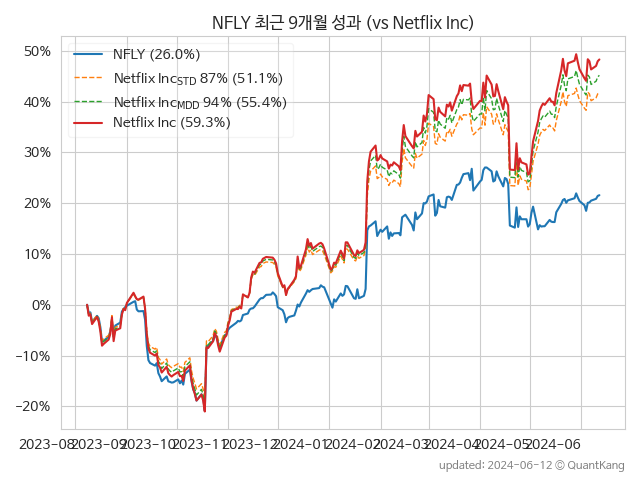 NFLY 최근 9개월 성과 (vs Netflix Inc)
NFLY (26.0%)
Netflix IncSTD 87% (51.1%)
Netflix IncMDD 94% (55.4%)
Netflix Inc (59.3%)
50%
40%
30%
20%
10%
0%
−10%
−20%
2023-08 2023-09 2023-10 2023-11 2023-12 2024-01 2024-02 2024-03 2024-04 2024-05 2024-06
updated: 2024-06-12 © QuantKang